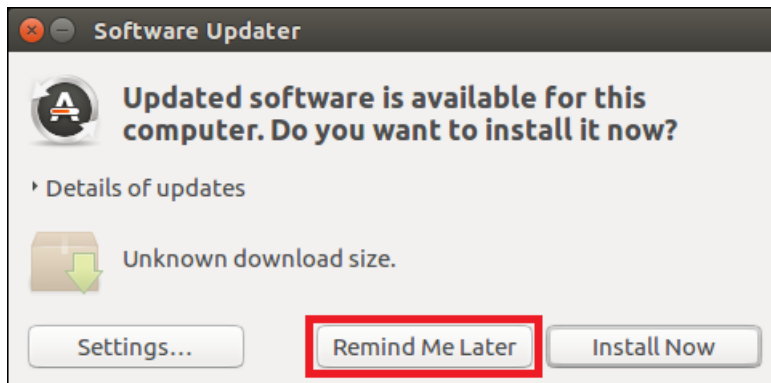 Software Updater
Updated software is available for this
computer. Do you want to install it now?
Details of updates
Unknown download size.
Settings...
Remind Me Later
Install Now